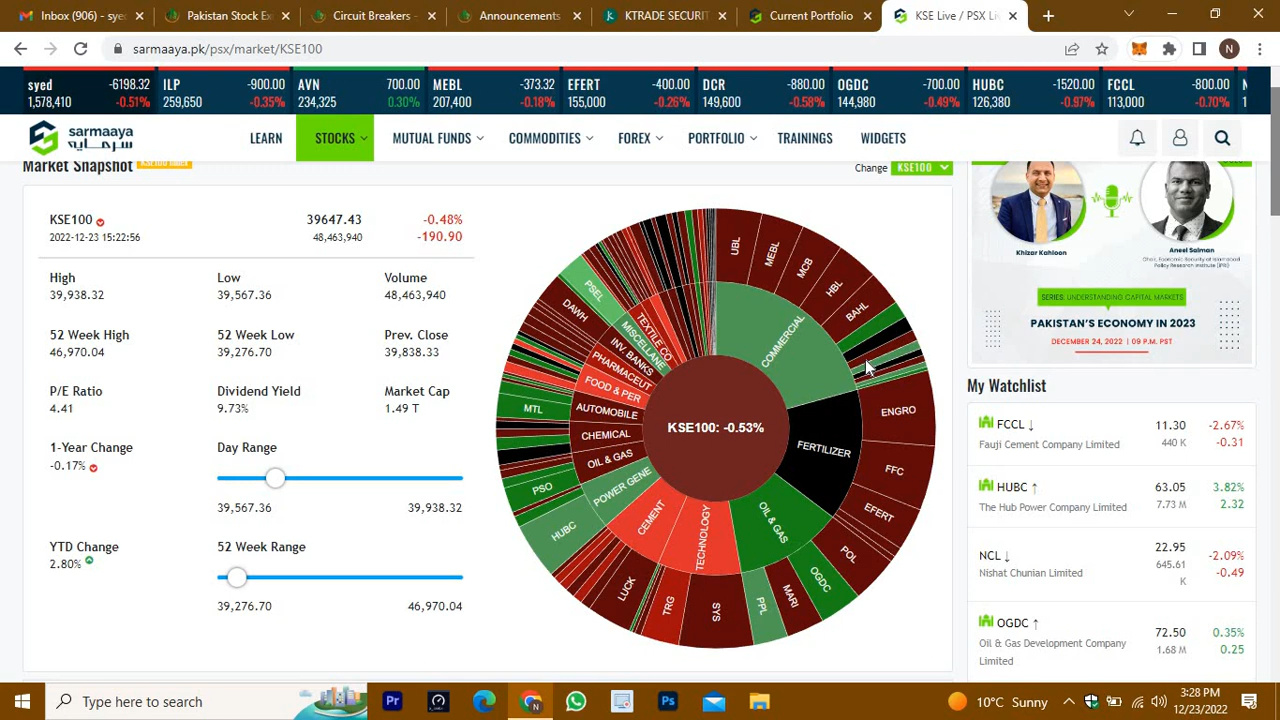 Inbox (906) - syed
Pakistan Stock Ex
Circuit Breakers -
Announcements
KTRADE SECURIT
Current Portfolio
KSE Live / PSX Li
sarmaaya.pk/psx/market/KSE100
N
syed -6198.32
1,578,410 -0.51%
ILP -900.00
259,650 -0.35%
AVN 700.00
234,325 0.30%
MEBL -373.32
207,400 -0.18%
EFERT -400.00
155,000 -0.26%
DCR -880.00
149,600 -0.58%
OGDC -700.00
144,980 -0.49%
HUBC -1520.00
126,380 -0.97%
FCCL -800.00
113,000 -0.70%
N
1
sarmaaya
سرمایہ
LEARN STOCKS MUTUAL FUNDS COMMODITIES FOREX PORTFOLIO TRAININGS WIDGETS
Market Snapshot KSE100 Index
Change KSE100
KSE100 39647.43 -0.48%
2022-12-23 15:22:56 48,463,940 -190.90
High Low Volume
39,938.32 39,567.36 48,463,940
52 Week High 52 Week Low Prev. Close
46,970.04 39,276.70 39,838.33
P/E Ratio Dividend Yield Market Cap
4.41 9.73% 1.49 T
1-Year Change Day Range
-0.17%
39,567.36 39,938.32
YTD Change 52 Week Range
2.80%
39,276.70 46,970.04
KSE100: -0.53%
COMMERCIAL
FERTILIZER
OIL & GAS
TECHNOLOGY
CEMENT
POWER GENE
OIL & GAS
CHEMICAL
AUTOMOBILE
FOOD & PER
PHARMACEUT
INV. BANKS
MISCELLANE
TEXTILE CO
UBL
MEBL
MCB
HBL
BAHL
ENGRO
FFC
EFERT
POL
OGDC
MARI
PPL
SYS
TRG
LUCK
HUBC
PSO
MTL
DAWH
PSEL
Khizar Kahloon
Aneel Salman
Chair, Economic Security at Islamabad
Policy Research Institute (IPRI)
SERIES: UNDERSTANDING CAPITAL MARKETS
PAKISTAN'S ECONOMY IN 2023
DECEMBER 24, 2022 | 09 P.M. PST
My Watchlist
FCCL ↓ 11.30 -2.67%
Fauji Cement Company Limited 440 K -0.31
HUBC ↑ 63.05 3.82%
The Hub Power Company Limited 7.73 M 2.32
NCL ↓ 22.95 -2.09%
Nishat Chunian Limited 645.61 K -0.49
OGDC ↑ 72.50 0.35%
Oil & Gas Development Company 1.68 M 0.25
Limited
Type here to search
Pr
Ps
N
10°C Sunny
3:28 PM
12/23/2022